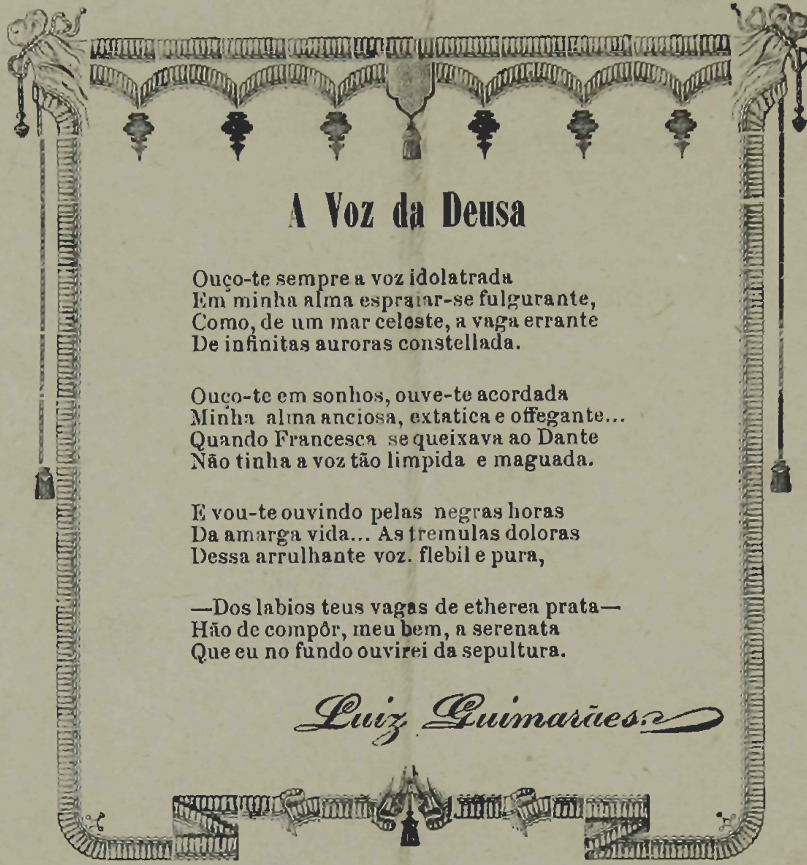 A Voz da Deusa
Ouço-te sempre a voz idolatrada
Em minha alma espraiar-se fulgurante,
Como, de um mar celeste, a vaga errante
De infinitas auroras constellada.
Ouço-te em sonhos, ouve-te acordada
Minha alma anciosa, extatica e offegante...
Quando Francesca se queixava ao Dante
Não tinha a voz tão limpida e maguada.
E vou-te ouvindo pelas negras horas
Da amarga vida... As tremulas doloras
Dessa arrulhante voz. flebil e pura,
—Dos labios teus vagas de etherea prata—
Hão de compôr, meu bem, a serenata
Que eu no fundo ouvirei da sepultura.
Luiz Guimarães